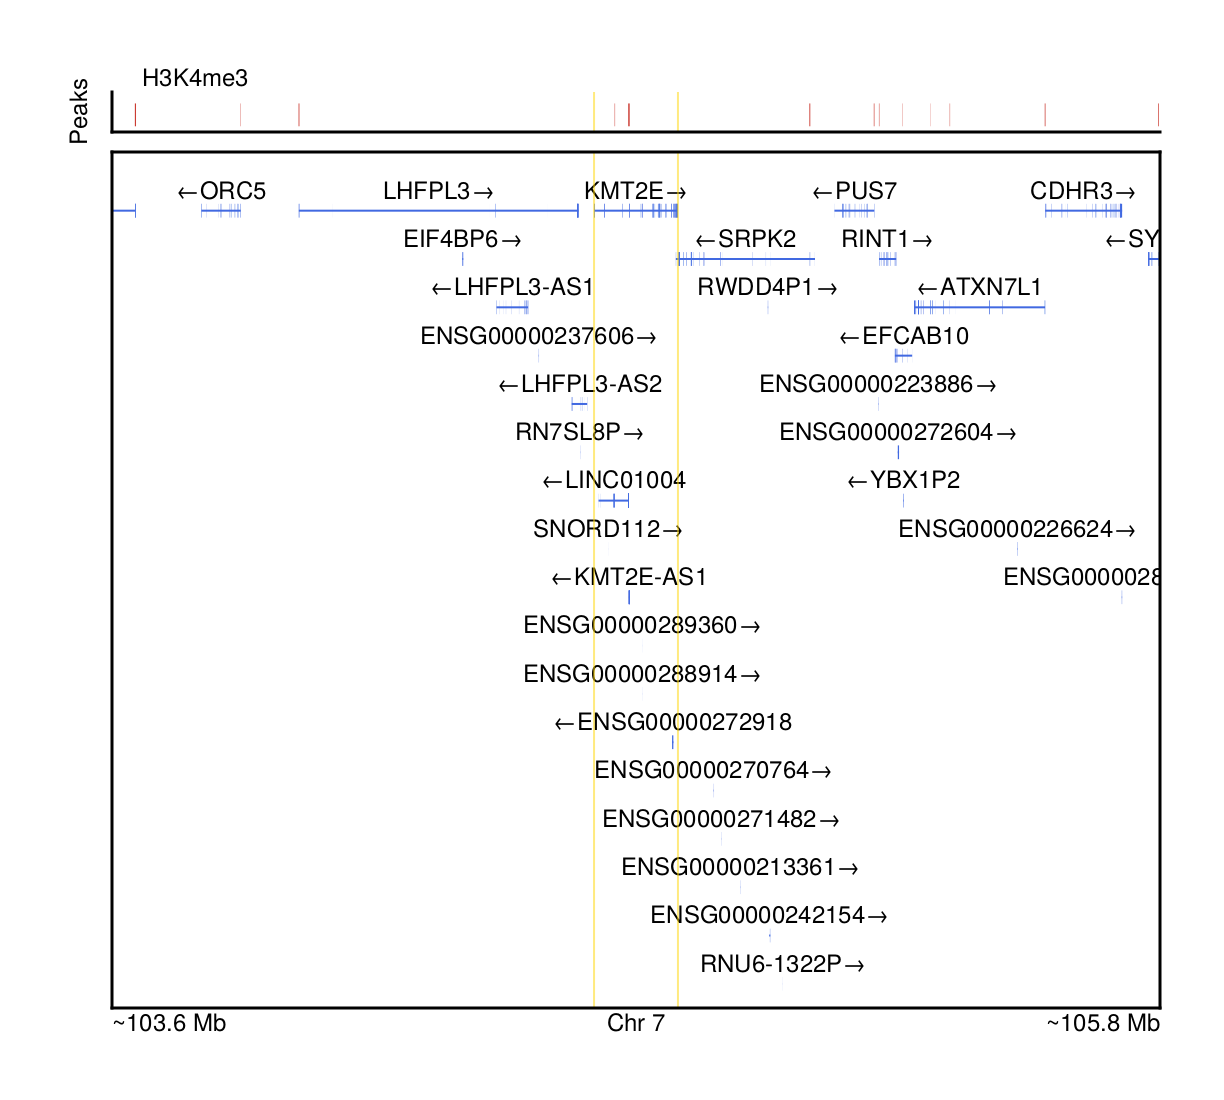 H3K4me3
Peaks
←ORC5 LHFPL3→ KMT2E→ ←PUS7 CDHR3→
EIF4BP6→ ←SRPK2 RINT1→ ←SY
←LHFPL3-AS1 RWDD4P1→ ←ATXN7L1
ENSG00000237606→ ←EFCAB10
←LHFPL3-AS2 ENSG00000223886→
RN7SL8P→ ENSG00000272604→
←LINC01004 ←YBX1P2
SNORD112→ ENSG00000226624→
←KMT2E-AS1 ENSG0000028
ENSG00000289360→
ENSG00000288914→
←ENSG00000272918
ENSG00000270764→
ENSG00000271482→
ENSG00000213361→
ENSG00000242154→
RNU6-1322P→
~103.6 Mb Chr 7 ~105.8 Mb